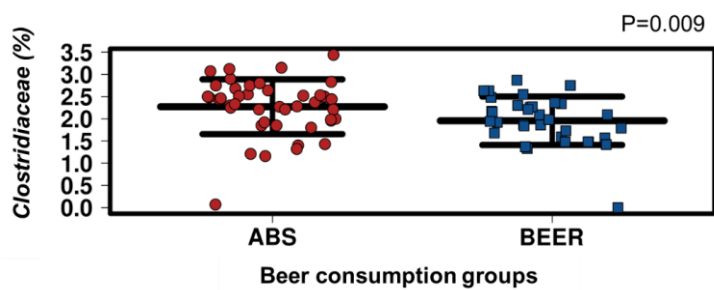 P=0.009
Clostridiaceae (%)
3.5
3.0
2.5
2.0
1.5
1.0
0.5
0.0
ABS BEER
Beer consumption groups